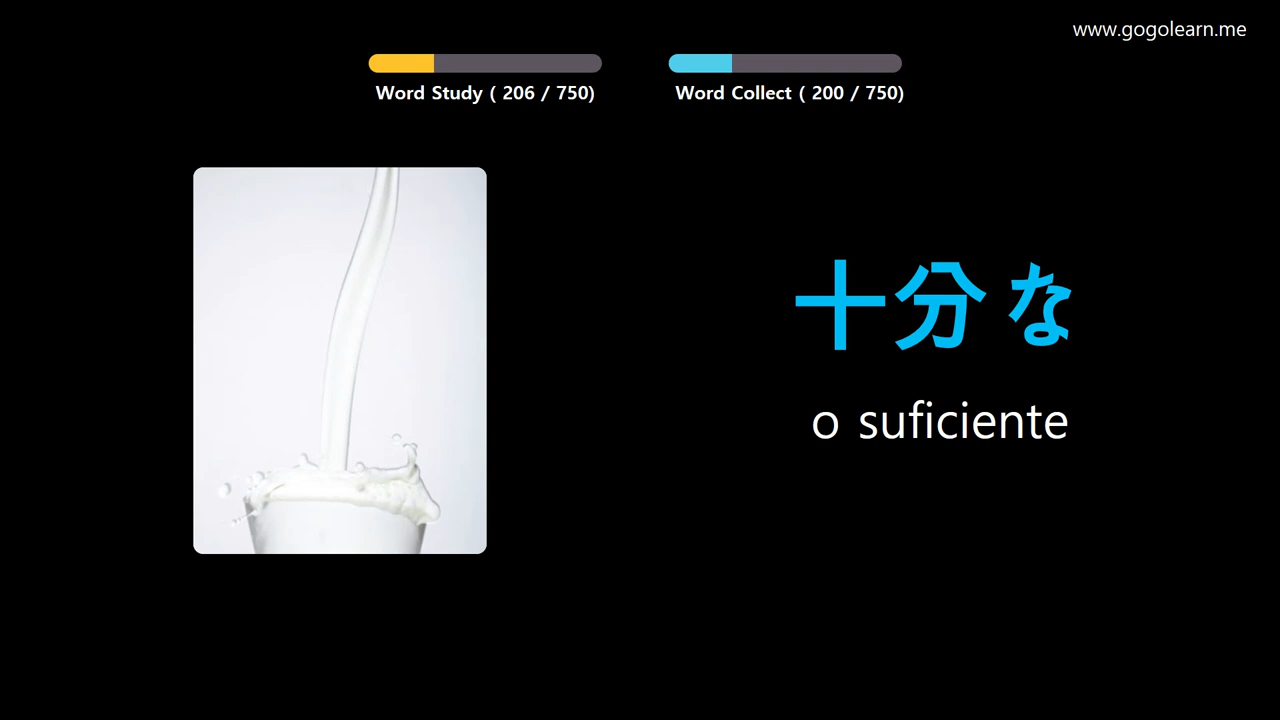 www.gogolearn.me
Word Study ( 206 / 750)
Word Collect ( 200 / 750)
十分な
o suficiente